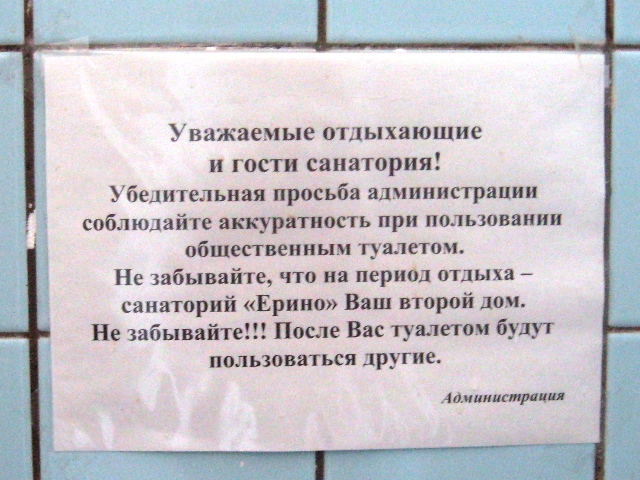 Уважаемые отдыхающие
и гости санатория!
Убедительная просьба администрации
соблюдайте аккуратность при пользовании
общественным туалетом.
Не забывайте, что на период отдыха –
санаторий «Ерино» Ваш второй дом.
Не забывайте!!! После Вас туалетом будут
пользоваться другие.
Администрация